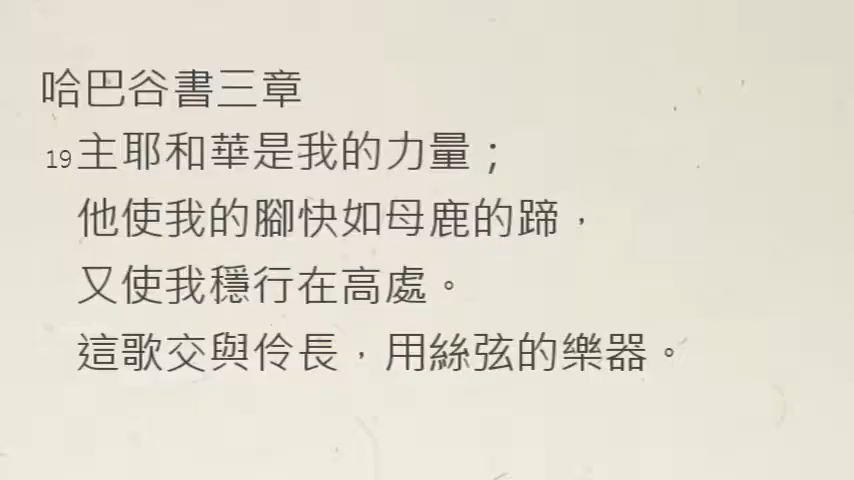 哈巴谷書三章
19主耶和華是我的力量；
他使我的腳快如母鹿的蹄，
又使我穩行在高處。
這歌交與伶長，用絲弦的樂器。